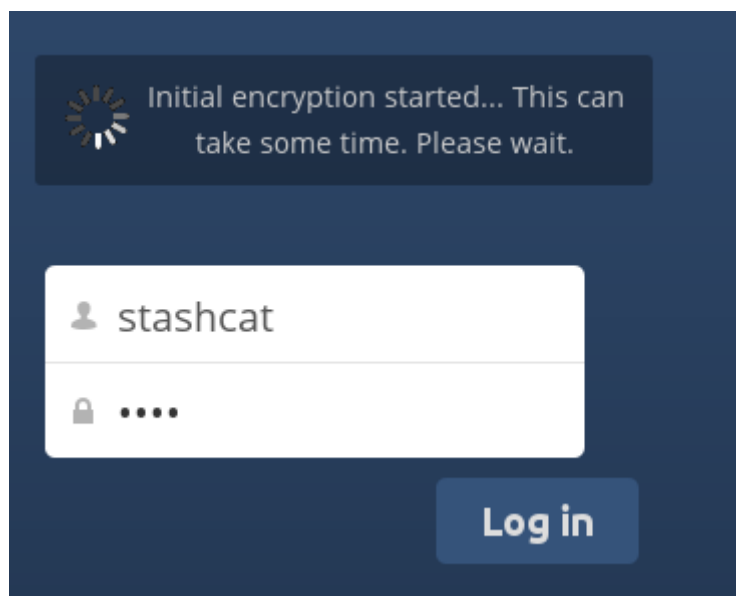 Initial encryption started... This can
take some time. Please wait.
stashcat
••••
Log in